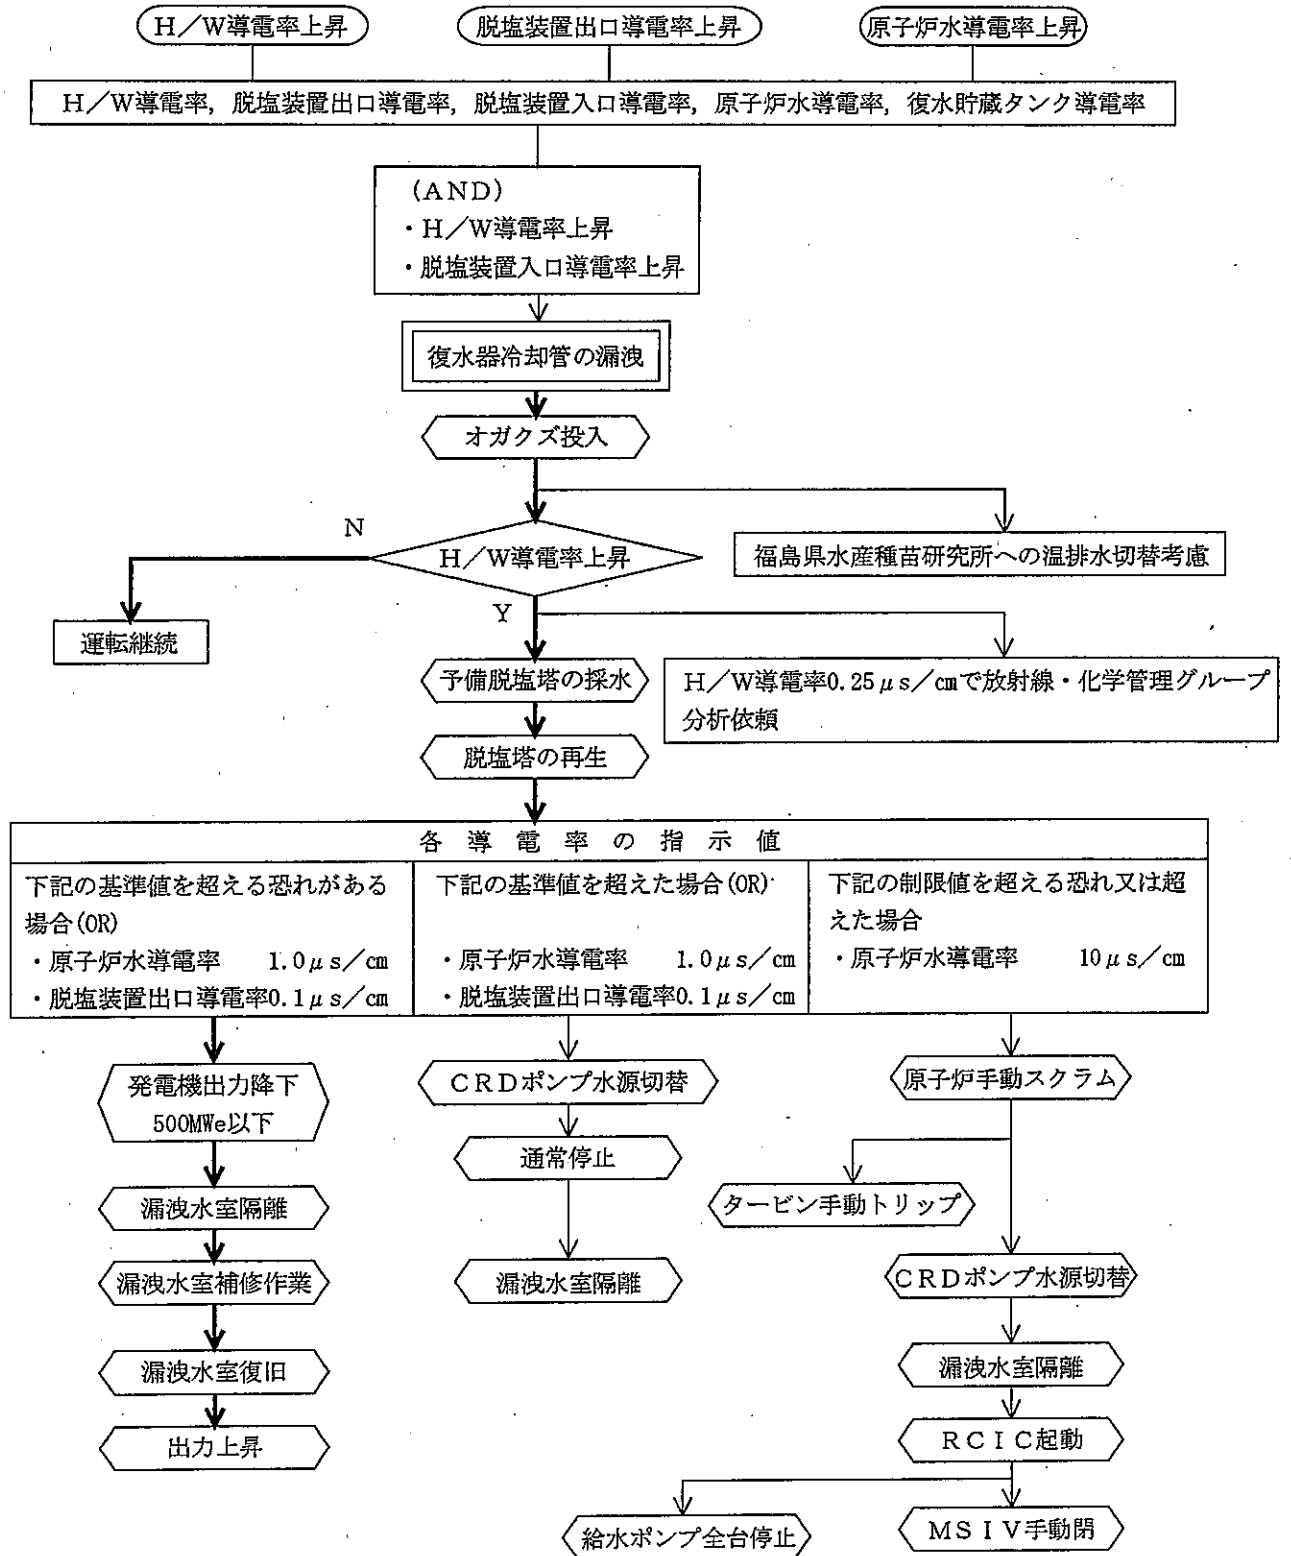 H／W導電率上昇
脱塩装置出口導電率上昇
原子炉水導電率上昇
H／W導電率，脱塩装置出口導電率，脱塩装置入口導電率，原子炉水導電率，復水貯蔵タンク導電率
(AND)
・H／W導電率上昇
・脱塩装置入口導電率上昇
復水器冷却管の漏洩
オガクズ投入
N
H／W導電率上昇
福島県水産種苗研究所への温排水切替考慮
Y
運転継続
予備脱塩塔の採水
H／W導電率0.25μs／㎝で放射線・化学管理グループ
分析依頼
脱塩塔の再生
各導電率の指示値
下記の基準値を超える恐れがある
場合(OR)
・原子炉水導電率 1.0μs／㎝
・脱塩装置出口導電率0.1μs／㎝
下記の基準値を超えた場合(OR)
・原子炉水導電率 1.0μs／㎝
・脱塩装置出口導電率0.1μs／㎝
下記の制限値を超える恐れ又は超
えた場合
・原子炉水導電率 10μs／㎝
発電機出力降下
500MWe以下
CRDポンプ水源切替
原子炉手動スクラム
通常停止
漏洩水室隔離
タービン手動トリップ
漏洩水室補修作業
漏洩水室隔離
CRDポンプ水源切替
漏洩水室復旧
漏洩水室隔離
出力上昇
RCIC起動
給水ポンプ全台停止
MSIV手動閉